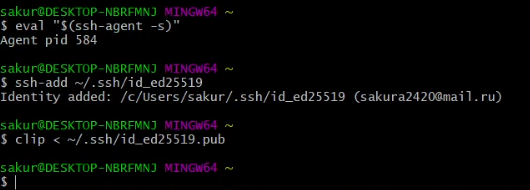 sakur@DESKTOP-NBRFMNJ MINGW64 ~
$ eval "$(ssh-agent -s)"
Agent pid 584
sakur@DESKTOP-NBRFMNJ MINGW64 ~
$ ssh-add ~/.ssh/id_ed25519
Identity added: /c/Users/sakur/.ssh/id_ed25519 (sakura2420@mail.ru)
sakur@DESKTOP-NBRFMNJ MINGW64 ~
$ clip < ~/.ssh/id_ed25519.pub
sakur@DESKTOP-NBRFMNJ MINGW64 ~
$